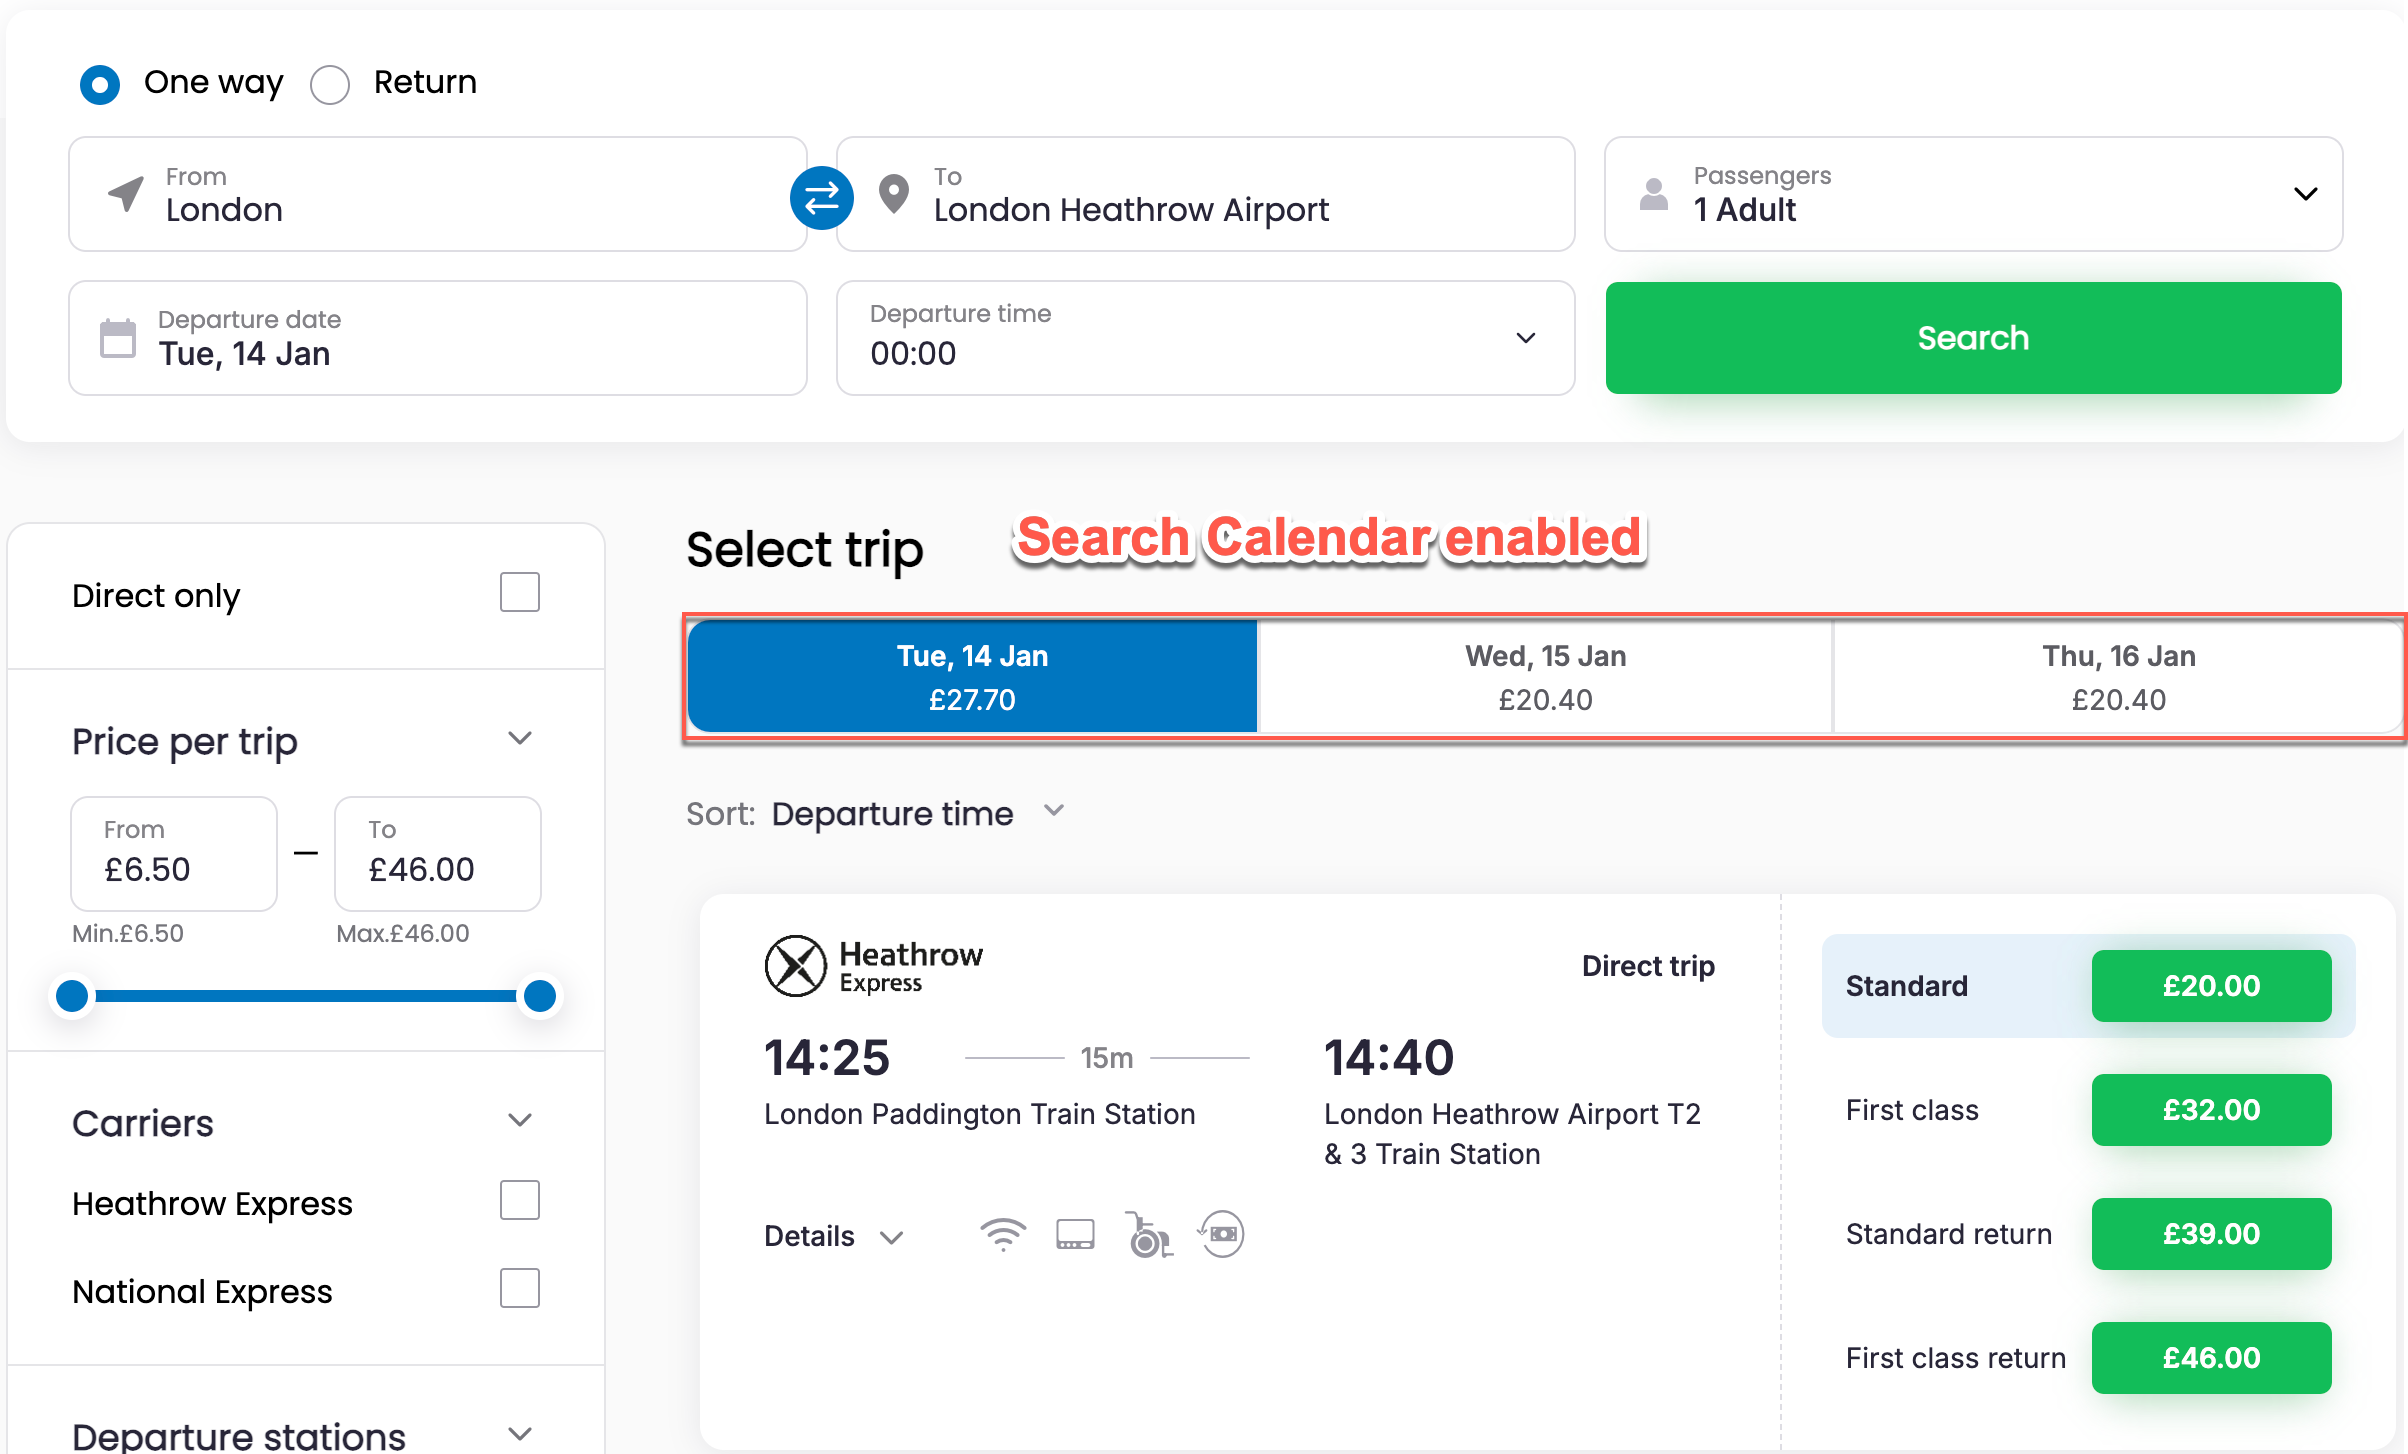 One way
Return
From
London
To
London Heathrow Airport
Passengers
1 Adult
Departure date
Tue, 14 Jan
Departure time
00:00
Search
Select trip
Search Calendar enabled
Tue, 14 Jan
£27.70
Wed, 15 Jan
£20.40
Thu, 16 Jan
£20.40
Direct only
Price per trip
From
£6.50
–
To
£46.00
Min.£6.50
Max.£46.00
Carriers
Heathrow Express
National Express
Departure stations
Sort: Departure time
Heathrow
Express
Direct trip
14:25
15m
14:40
London Paddington Train Station
London Heathrow Airport T2
& 3 Train Station
Details
Standard
£20.00
First class
£32.00
Standard return
£39.00
First class return
£46.00